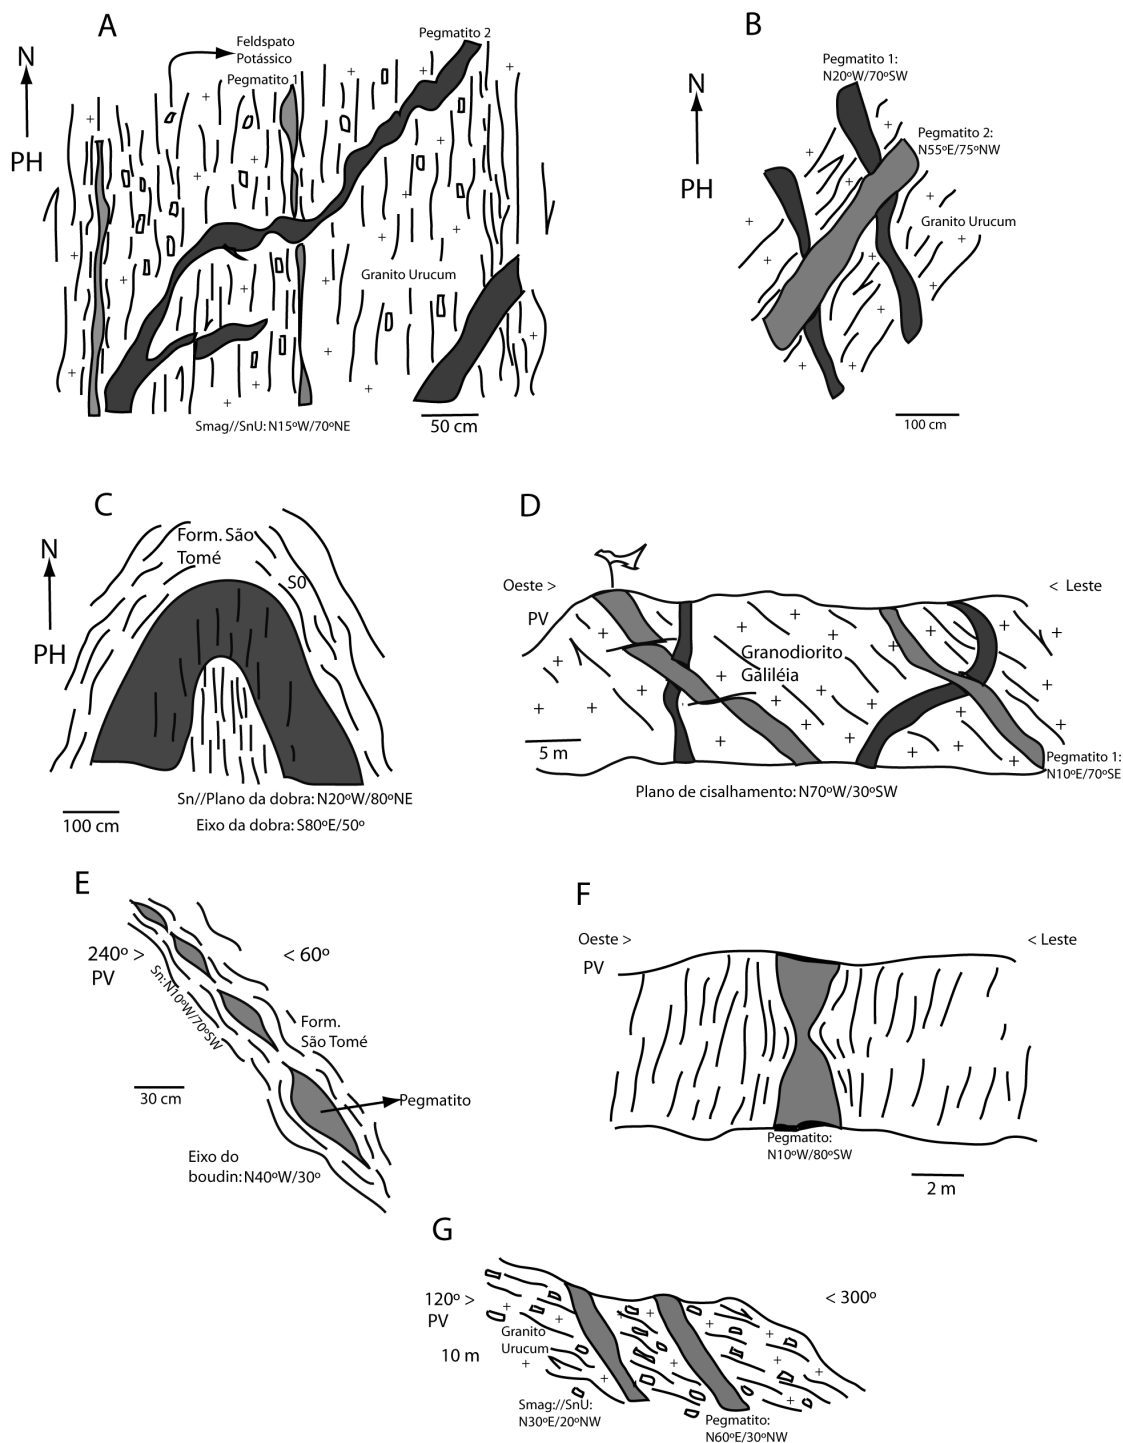 A
N
PH
Feldspato
Potássico
Pegmatito 1
Pegmatito 2
Granito Urucum
Smag//SnU: N15ºW/70ºNE
50 cm
B
N
PH
Pegmatito 1:
N20ºW/70ºSW
Pegmatito 2:
N55ºE/75ºNW
Granito Urucum
100 cm
C
N
PH
Form. São
Tomé
S0
Sn//Plano da dobra: N20ºW/80ºNE
100 cm
Eixo da dobra: S80ºE/50º
D
Oeste >
< Leste
PV
Granodiorito
Galiléia
5 m
Pegmatito 1:
N10ºE/70ºSE
Plano de cisalhamento: N70ºW/30ºSW
E
240º >
PV
< 60º
Sn: N10ºW/70ºSW
Form.
São Tomé
30 cm
Pegmatito
Eixo do
boudin: N40ºW/30º
F
Oeste >
< Leste
PV
Pegmatito:
N10ºW/80ºSW
2 m
G
120º >
PV
< 300º
Granito
Urucum
10 m
Smag://SnU:
N30ºE/20ºNW
Pegmatito:
N60ºE/30ºNW